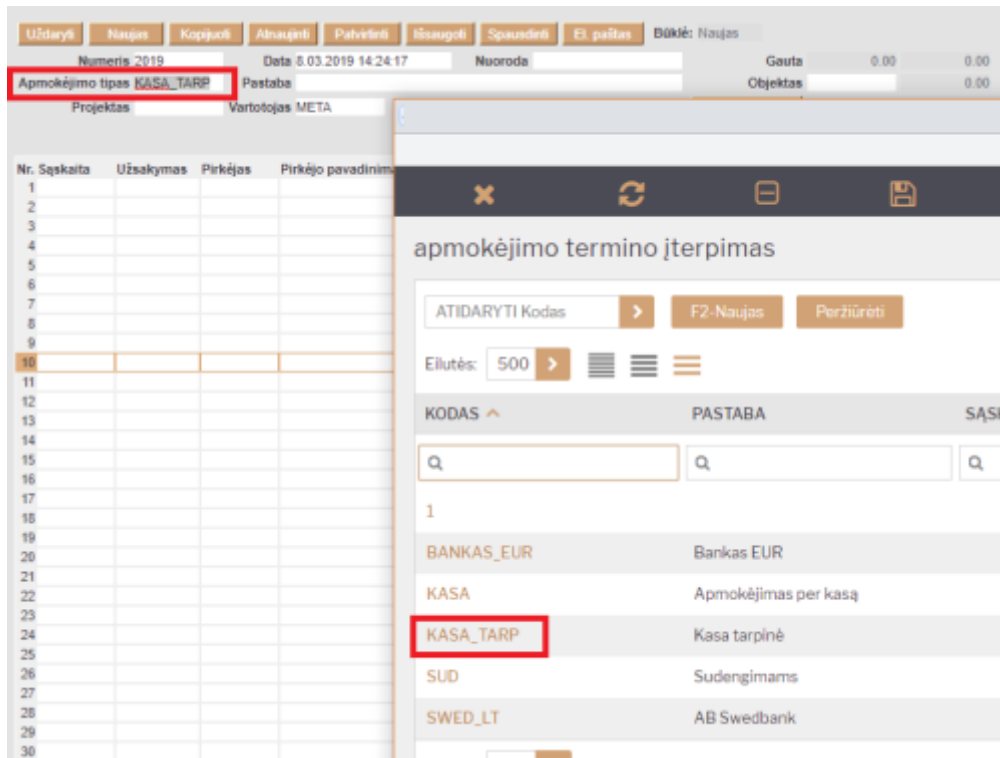 Uždaryti Naujas Kopijuoti Atnaujinti Patvirtinti Išsaugoti Spausdinti El. paštas Būklė: Naujas
Numeris 2019 Data 8.03.2019 14:24:17 Nuoroda Gauta 0.00 0.00
Apmokėjimo tipas KASA_TARP Pastaba Objektas 0.00
Projektas Vartotojas META
Nr. Sąskaita Užsakymas Pirkėjas Pirkėjo pavadinim
1
2
3
4
5
6
7
8
9
10
11
12
13
14
15
16
17
18
19
20
21
22
23
24
25
26
27
28
29
30
apmokėjimo termino įterpimas
ATIDARYTI Kodas F2-Naujas Peržiūrėti
Eilutės: 500
KODAS PASTABA SĄSK
1
BANKAS_EUR Bankas EUR
KASA Apmokėjimas per kasą
KASA_TARP Kasa tarpinė
SUD Sudengimams
SWED_LT AB Swedbank